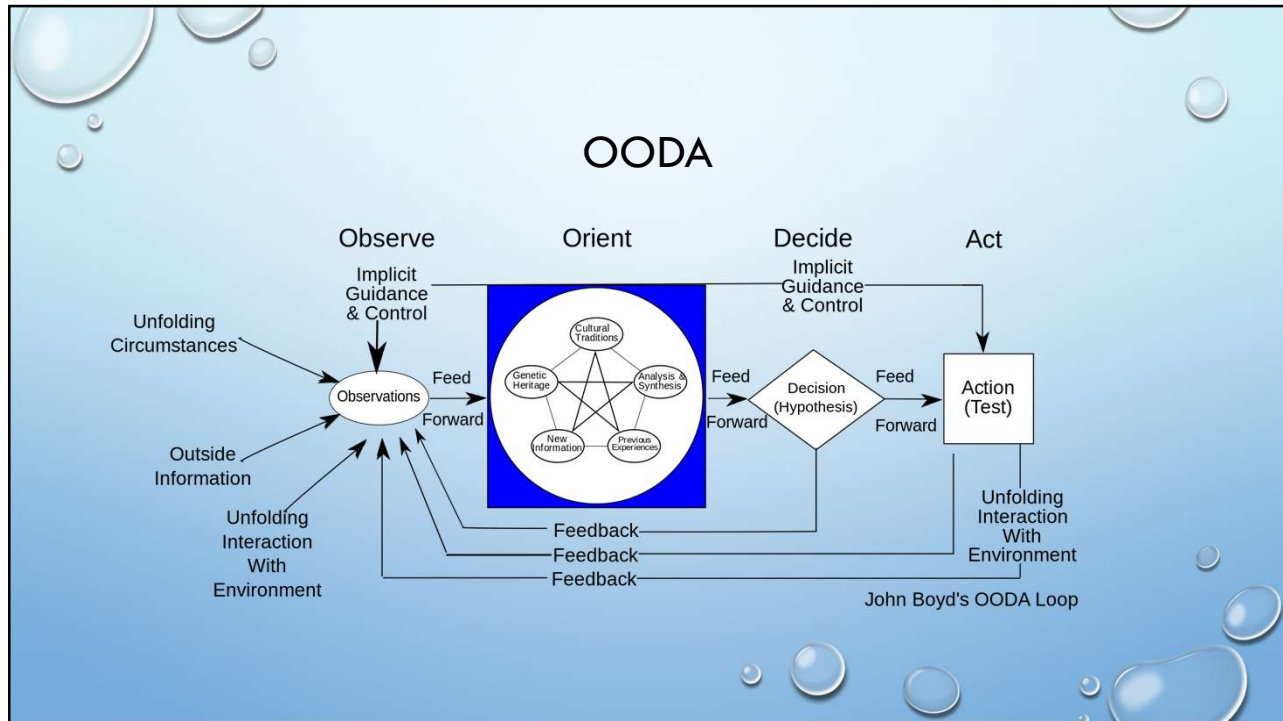 OODA
Observe
Orient
Decide
Act
Implicit
Guidance
& Control
Implicit
Guidance
& Control
Unfolding
Circumstances
Observations
Feed
Forward
Cultural
Traditions
Genetic
Heritage
Analysis &
Synthesis
New
Information
Previous
Experiences
Feed
Forward
Decision
(Hypothesis)
Feed
Forward
Action
(Test)
Outside
Information
Unfolding
Interaction
With
Environment
Feedback
Feedback
Feedback
Unfolding
Interaction
With
Environment
John Boyd's OODA Loop